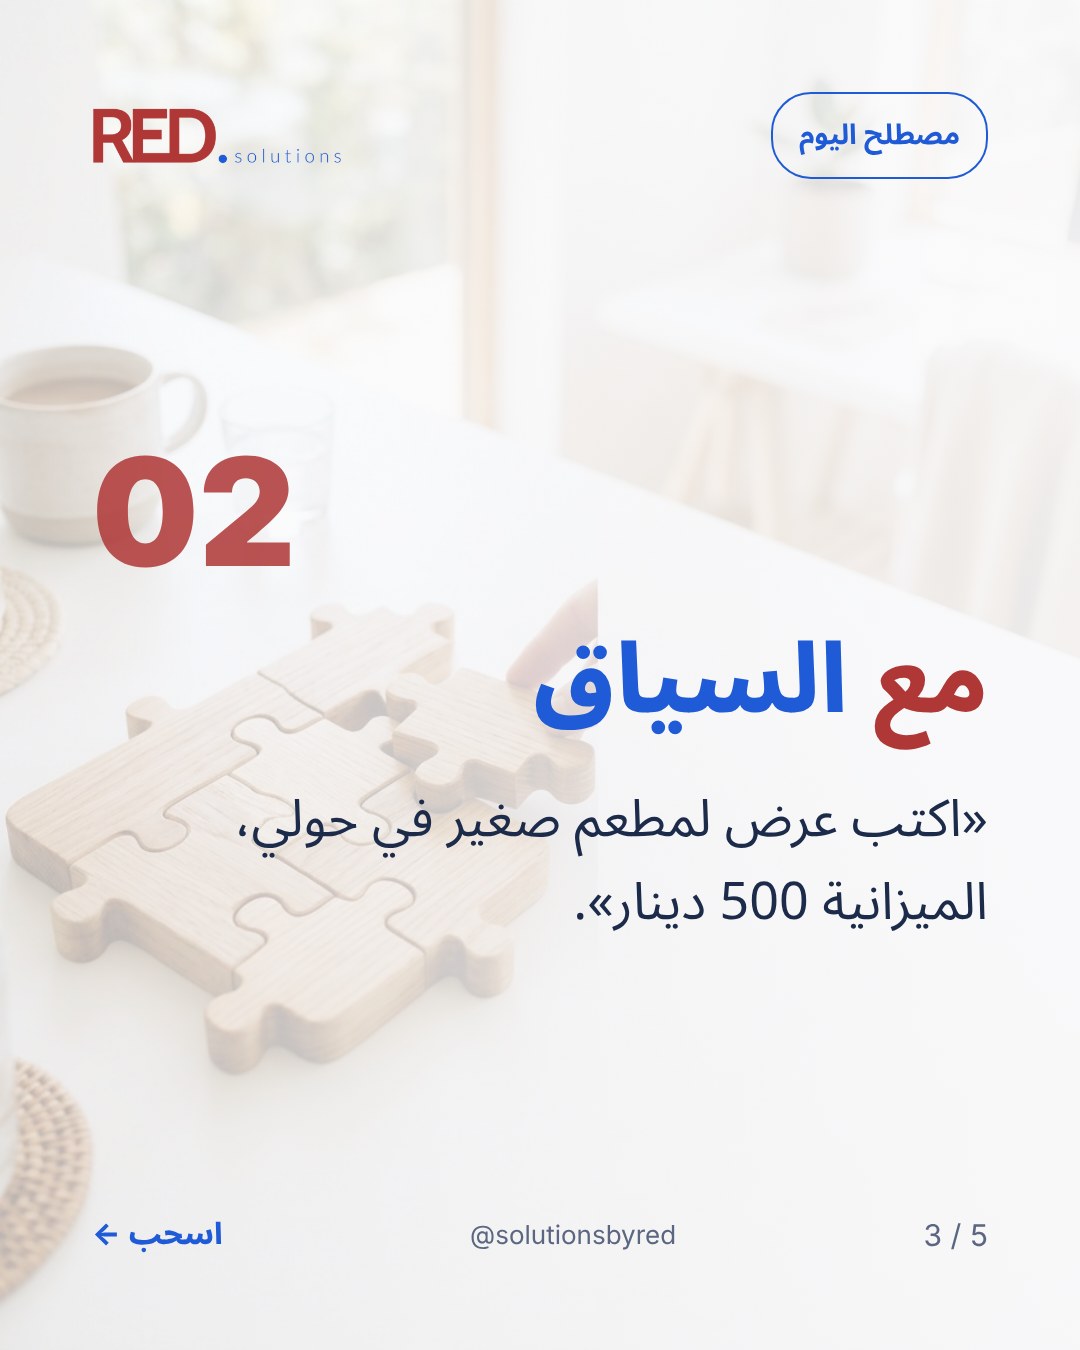 RED.solutions
مصطلح اليوم
02
مع السياق
«اكتب عرض لمطعم صغير في حولي،
الميزانية 500 دينار».
اسحب ←
@solutionsbyred
3 / 5